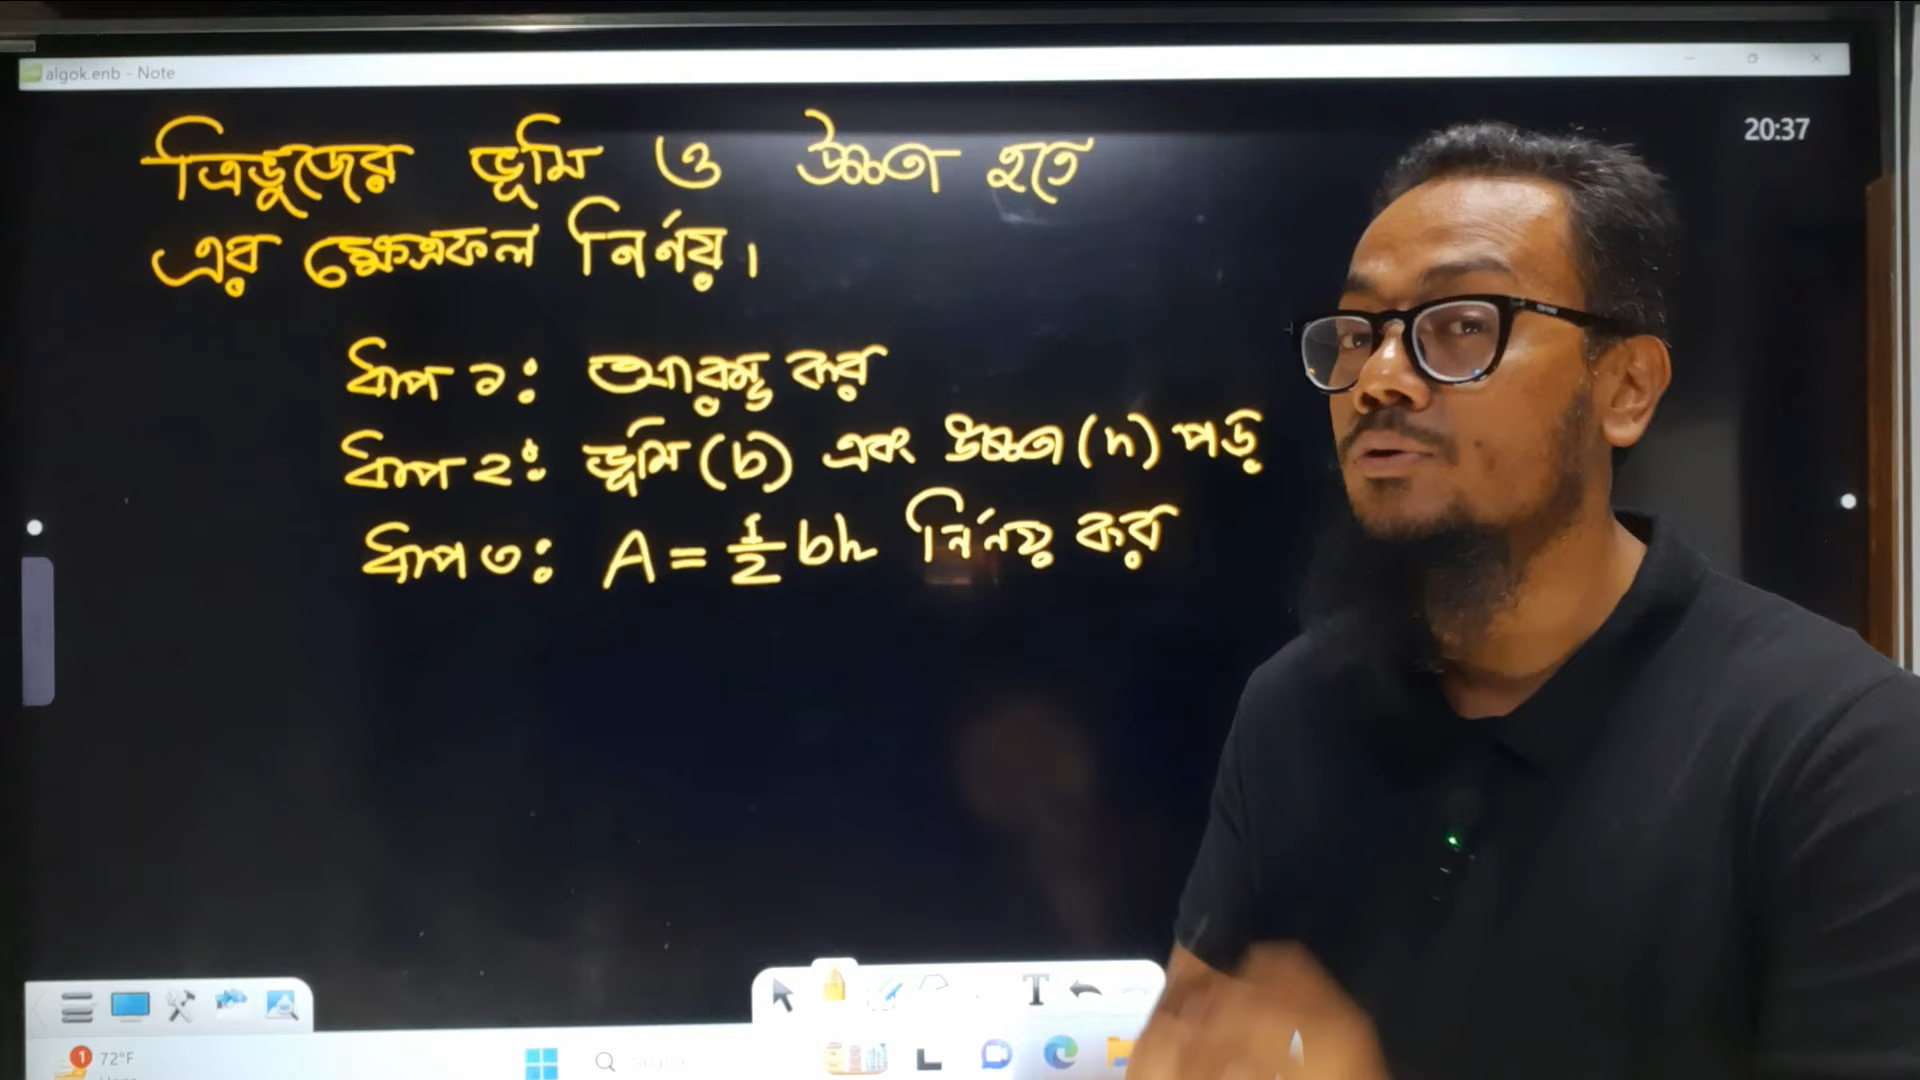 algok.enb - Note
20:37
ত্রিভুজের ভূমি ও উচ্চতা হতে
এর ক্ষেত্রফল নির্ণয়।
ধাপ ১: আরম্ভ কর
ধাপ ২: ভূমি (b) এবং উচ্চতা (h) পড়
ধাপ ৩: A = 1/2 bh নির্ণয় কর
T
1 72°F